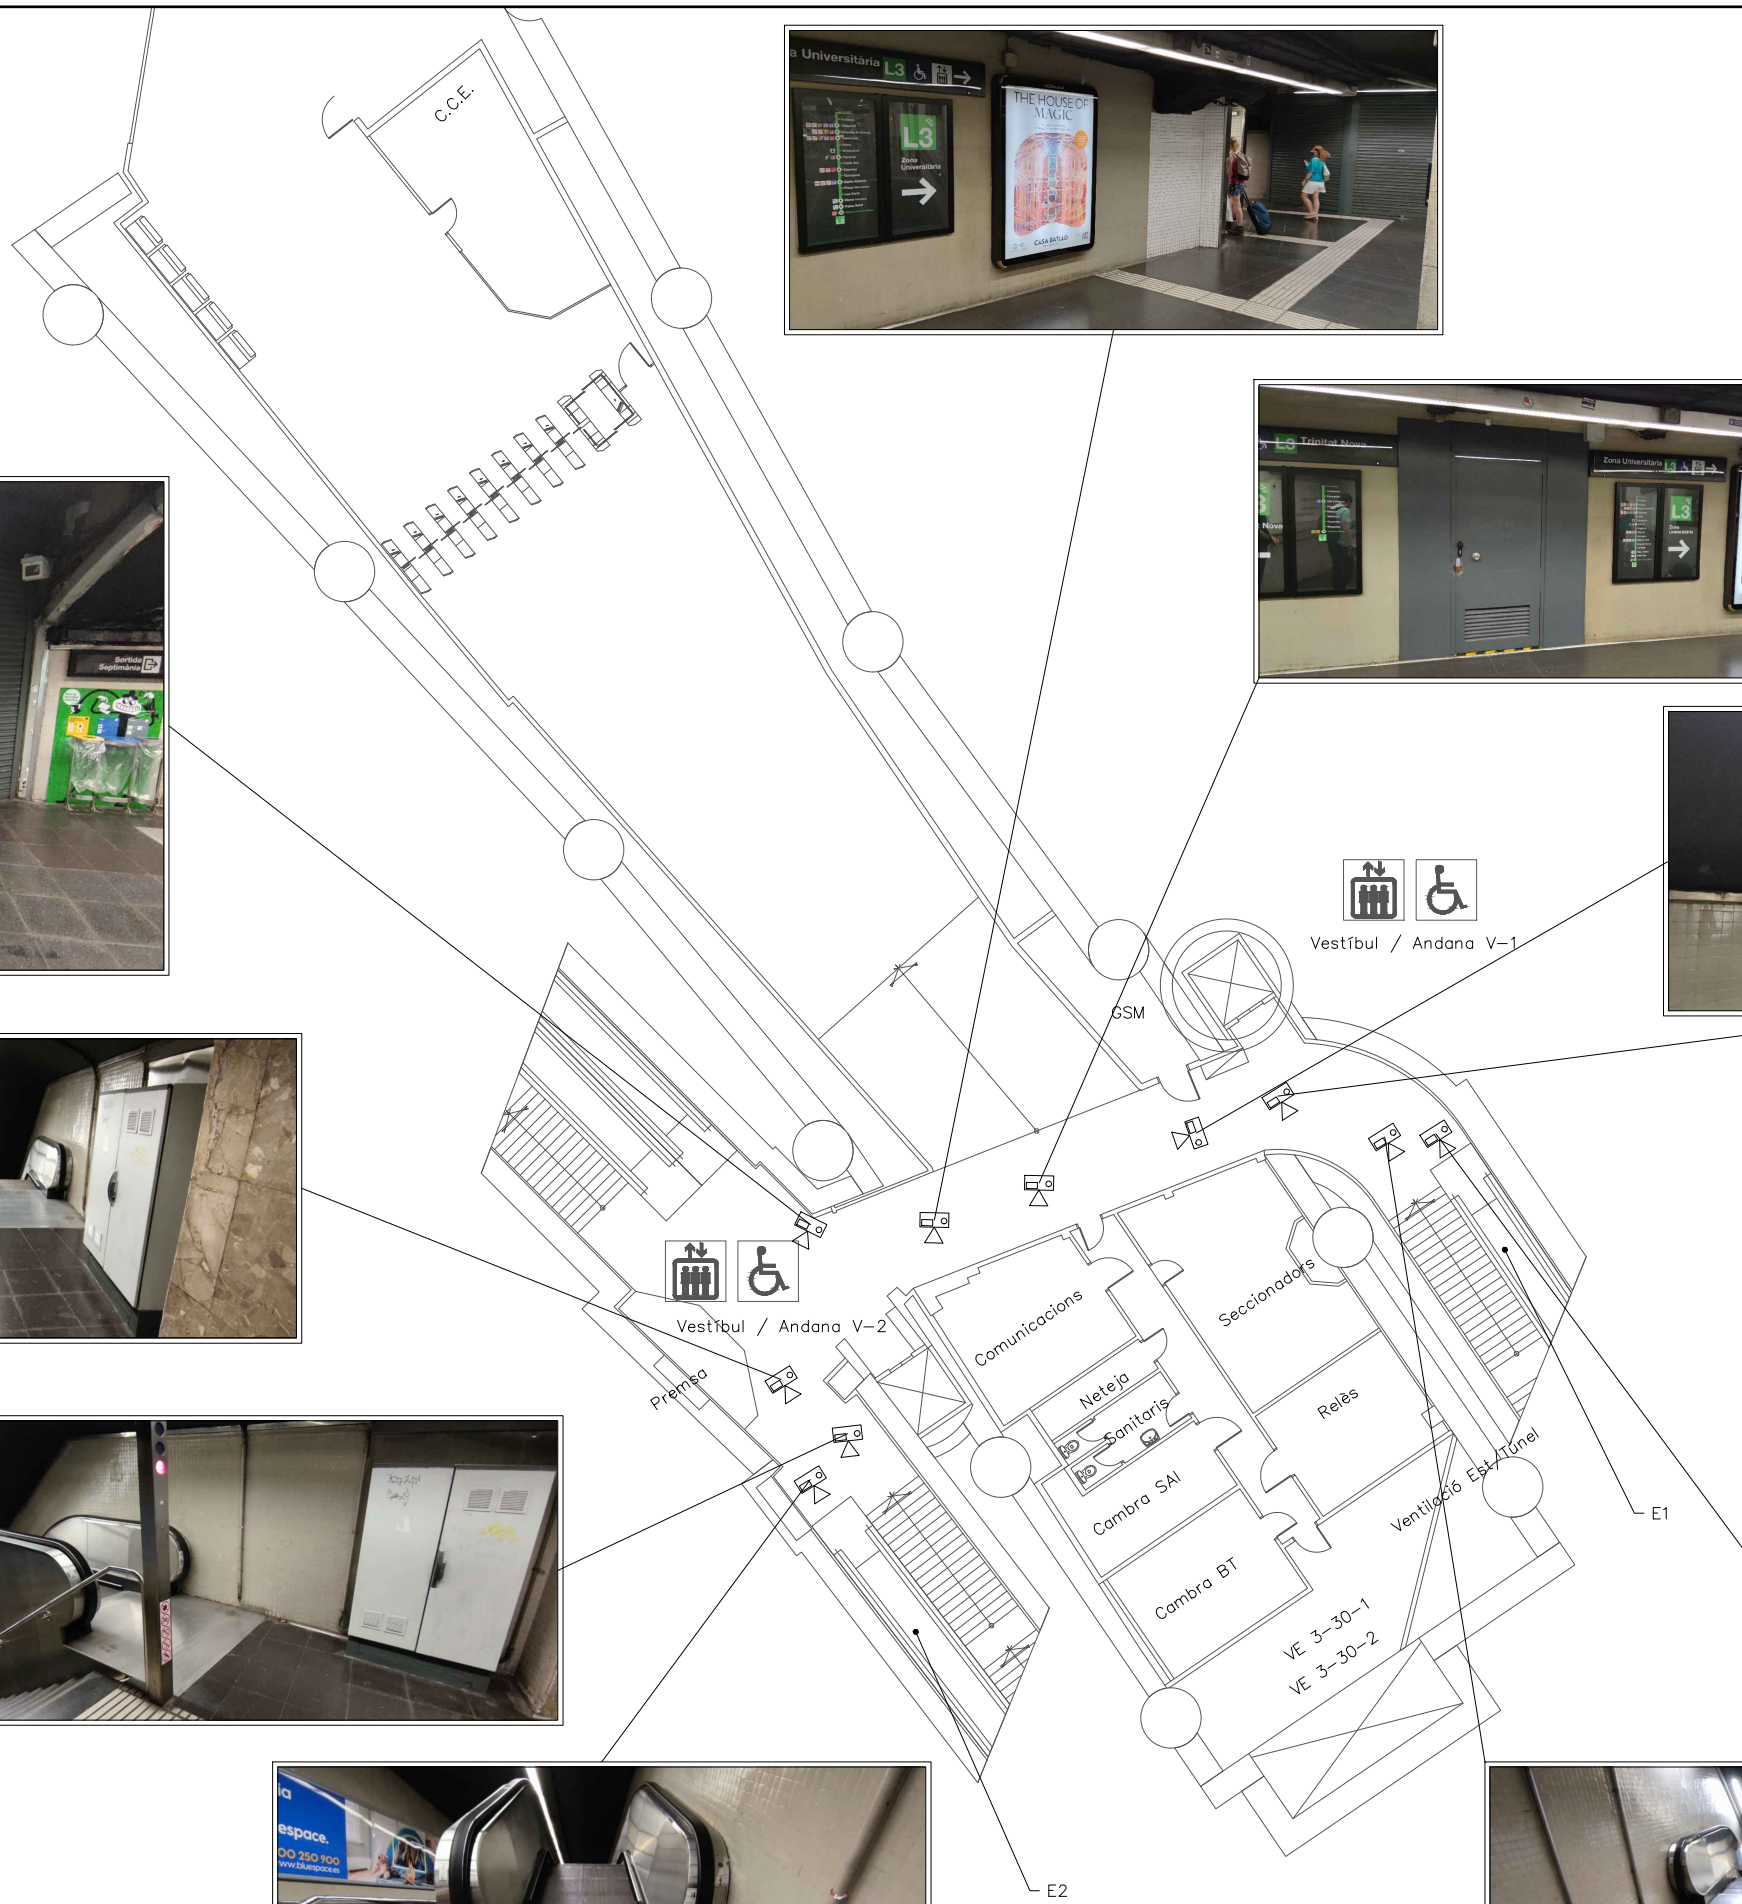 C.C.E.
a Universitària L3
THE HOUSE OF
MAGIC
CASA BATLLÓ
L3
Zona
Universitària
L3 Trinitat Nova
Zona Universitària L3
t Nova
L3
Zona
Universitària
Sortida
Septimània
Vestíbul / Andana V-1
GSM
Vestíbul / Andana V-2
Premsa
Comunicacions
Seccionadors
Neteja
Sanitaris
Relès
Cambra SAI
Ventilació Est/Túnel
Cambra BT
E1
VE 3-30-1
VE 3-30-2
ia
espace.
00 250 900
www.bluespace.es
E2